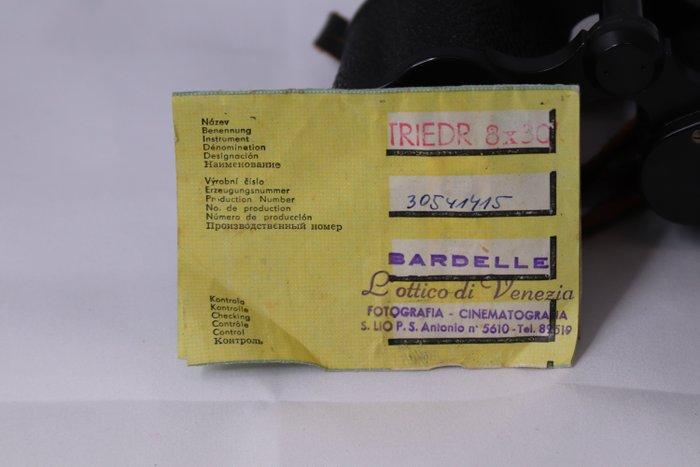 Název
Benennung
Instrument
Dénomination
Designación
Наименование
TRIEDR 8x30
Výrobní číslo
Erzeugungsnummer
Production Number
No. de production
Número de producción
Производственный номер
30541415
BARDELLE
L'ottico di Venezia
FOTOGRAFIA - CINEMATOGRAFIA
S. LIO P. S. Antonio n° 5610 - Tel. 89519
Kontrola
Kontrolle
Checking
Contrôle
Control
Контроль